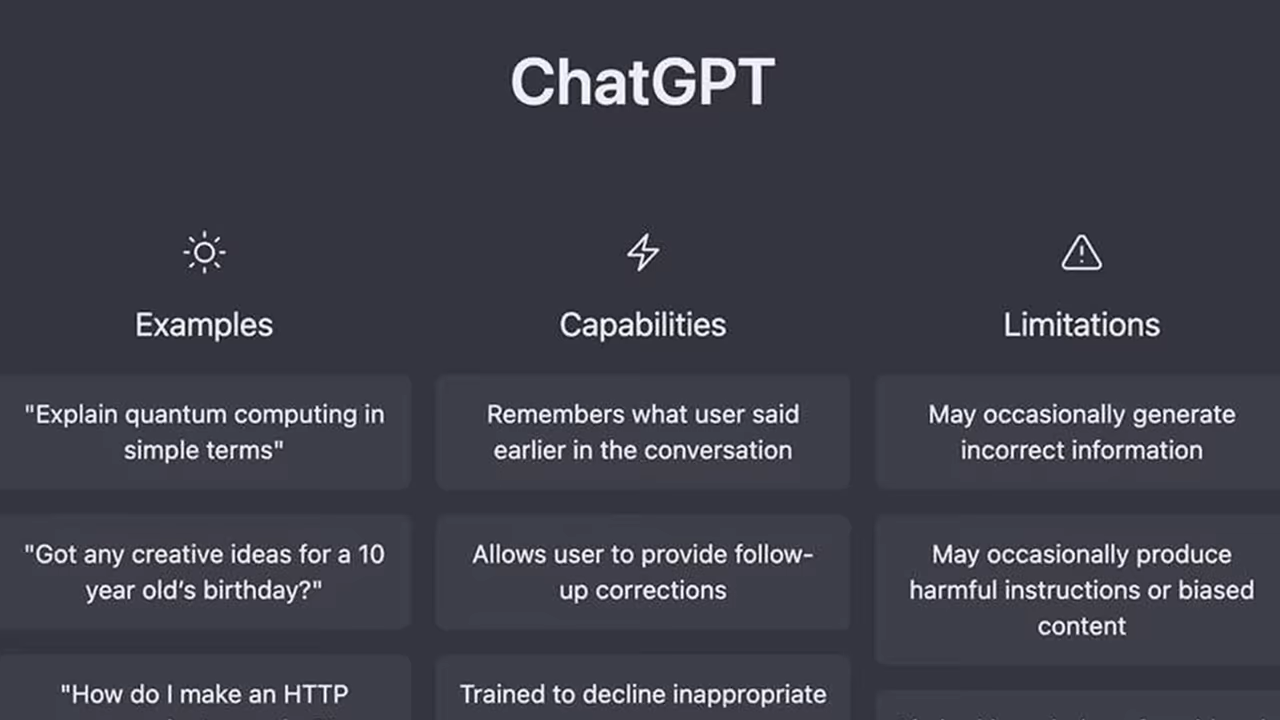 ChatGPT
Examples
"Explain quantum computing in
simple terms"
"Got any creative ideas for a 10
year old's birthday?"
"How do I make an HTTP
Capabilities
Remembers what user said
earlier in the conversation
Allows user to provide follow-
up corrections
Trained to decline inappropriate
Limitations
May occasionally generate
incorrect information
May occasionally produce
harmful instructions or biased
content